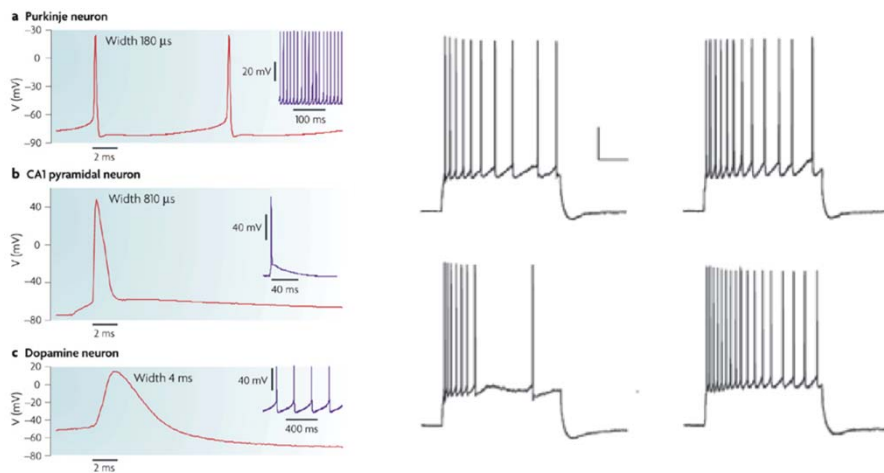 a Purkinje neuron
-30
Width 180 µs
0
-30
-60
-90
V (mV)
20 mV
100 ms
2 ms
b CA1 pyramidal neuron
40
Width 810 µs
0
-40
-80
V (mV)
40 mV
40 ms
2 ms
c Dopamine neuron
20
Width 4 ms
0
-20
-40
-60
-80
V (mV)
40 mV
400 ms
2 ms